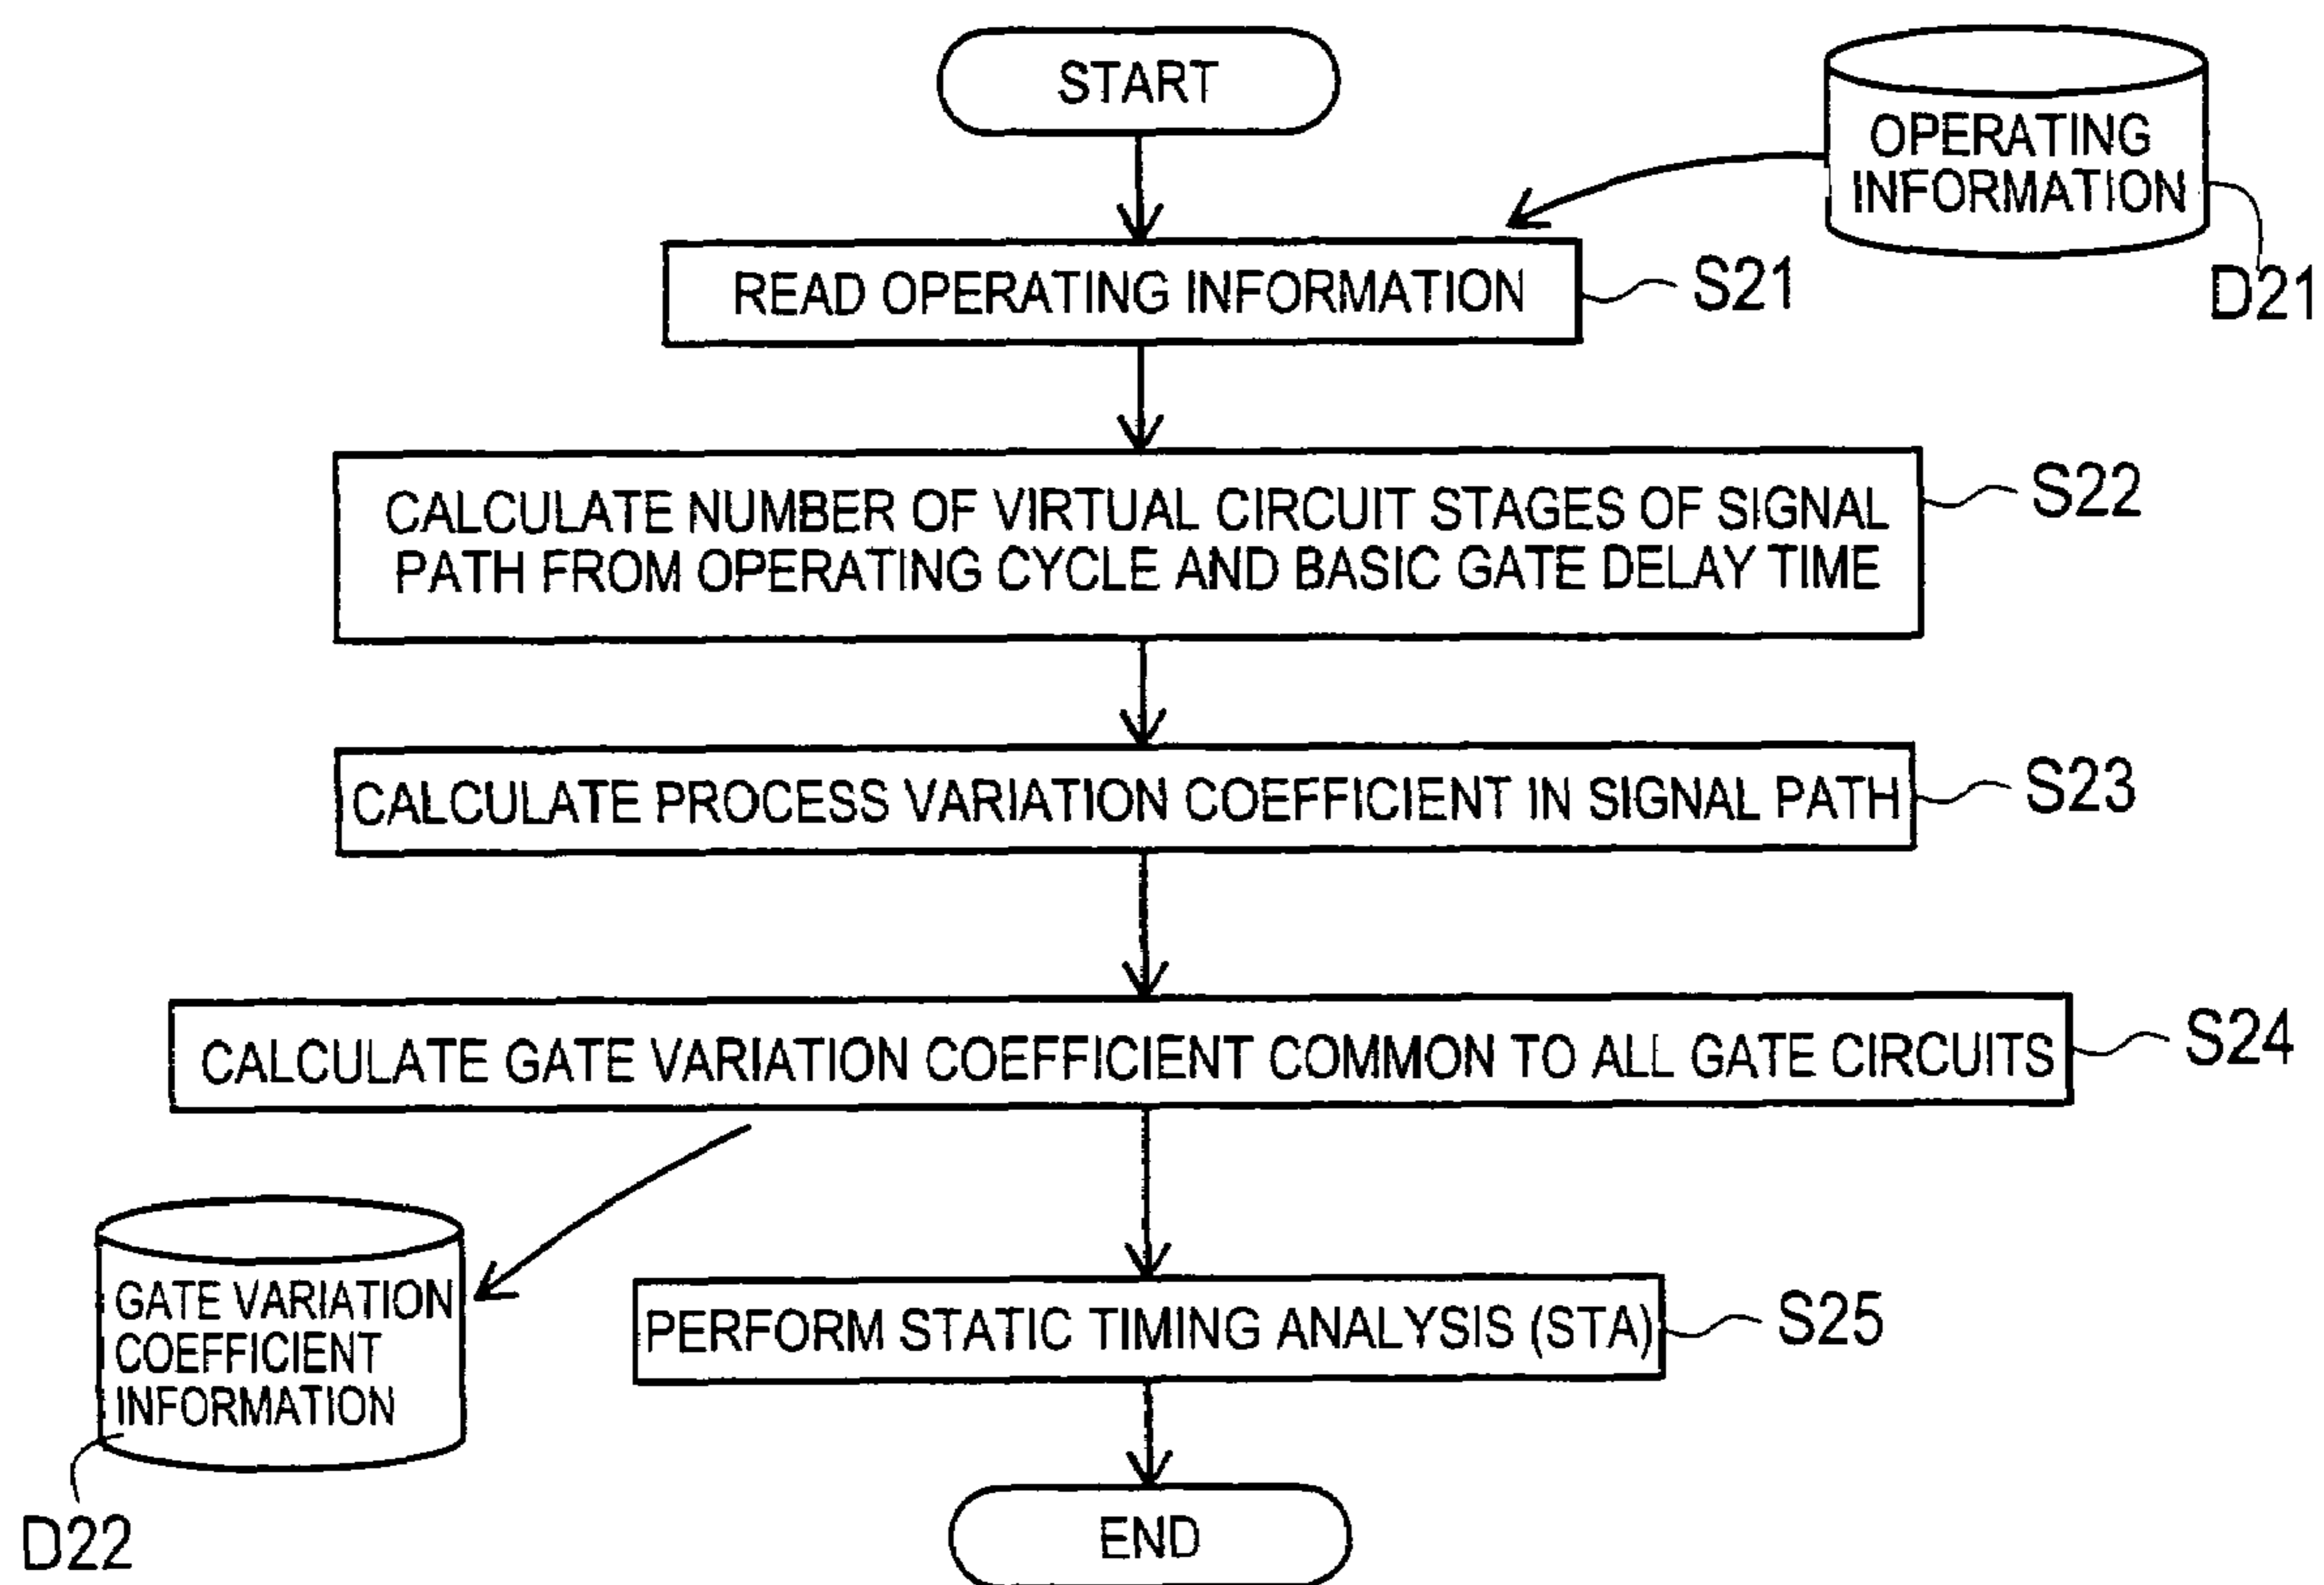 START
OPERATING
INFORMATION
D21
READ OPERATING INFORMATION
S21
CALCULATE NUMBER OF VIRTUAL CIRCUIT STAGES OF SIGNAL
PATH FROM OPERATING CYCLE AND BASIC GATE DELAY TIME
S22
CALCULATE PROCESS VARIATION COEFFICIENT IN SIGNAL PATH
S23
CALCULATE GATE VARIATION COEFFICIENT COMMON TO ALL GATE CIRCUITS
S24
GATE VARIATION
COEFFICIENT
INFORMATION
D22
PERFORM STATIC TIMING ANALYSIS (STA)
S25
END